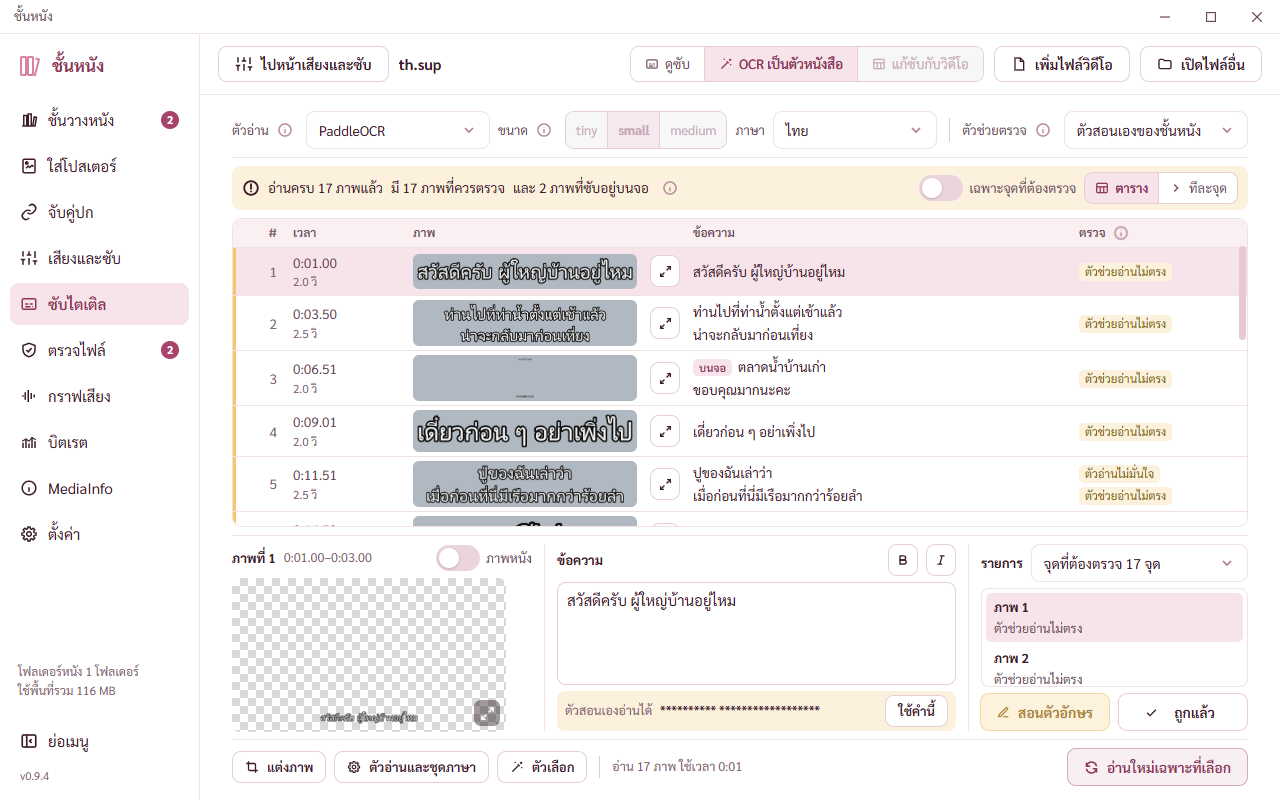 ชั้นหนัง
ชั้นหนัง
ไปหน้าเสียงและซับ
th.sup
ดูซับ
OCR เป็นตัวหนังสือ
แก้ซับกับวิดีโอ
เพิ่มไฟล์วิดีโอ
เปิดไฟล์อื่น
ชั้นวางหนัง 2
ใส่โปสเตอร์
จับคู่ปก
เสียงและซับ
ซับไตเติล
ตรวจไฟล์ 2
กราฟเสียง
บิตเรต
MediaInfo
ตั้งค่า
โฟลเดอร์หนัง 1 โฟลเดอร์
ใช้พื้นที่รวม 116 MB
ย่อเมนู
v0.9.4
ตัวอ่าน PaddleOCR ขนาด tiny small medium ภาษา ไทย ตัวช่วยตรวจ ตัวสอนเองของชั้นหนัง
อ่านครบ 17 ภาพแล้ว มี 17 ภาพที่ควรตรวจ และ 2 ภาพที่ซับอยู่บนจอ
เฉพาะจุดที่ต้องตรวจ ตาราง ทีละจุด
# เวลา ภาพ ข้อความ ตรวจ
1 0:01.00 2.0 วิ
สวัสดีครับ ผู้ใหญ่บ้านอยู่ไหม
สวัสดีครับ ผู้ใหญ่บ้านอยู่ไหม
ตัวช่วยอ่านไม่ตรง
2 0:03.50 2.5 วิ
ท่านไปที่ท่าน้ำตั้งแต่เช้าแล้ว
น่าจะกลับมาก่อนเที่ยง
ท่านไปที่ท่าน้ำตั้งแต่เช้าแล้ว
น่าจะกลับมาก่อนเที่ยง
ตัวช่วยอ่านไม่ตรง
3 0:06.51 2.0 วิ
บนจอ ตลาดน้ำบ้านเก่า
ขอบคุณมากนะคะ
ตัวช่วยอ่านไม่ตรง
4 0:09.01 2.0 วิ
เดี๋ยวก่อน ๆ อย่าเพิ่งไป
เดี๋ยวก่อน ๆ อย่าเพิ่งไป
ตัวช่วยอ่านไม่ตรง
5 0:11.51 2.5 วิ
ปู่ของฉันเล่าว่า
เมื่อก่อนที่นี่มีเรือมากกว่าร้อยลำ
ปู่ของฉันเล่าว่า
เมื่อก่อนที่นี่มีเรือมากกว่าร้อยลำ
ตัวอ่านไม่มั่นใจ
ตัวช่วยอ่านไม่ตรง
ภาพที่ 1 0:01.00–0:03.00 ภาพหนัง
สวัสดีครับ ผู้ใหญ่บ้านอยู่ไหม
ข้อความ B I
สวัสดีครับ ผู้ใหญ่บ้านอยู่ไหม
ตัวสอนเองอ่านได้ ********** ******************
ใช้คำนี้
รายการ จุดที่ต้องตรวจ 17 จุด
ภาพ 1
ตัวช่วยอ่านไม่ตรง
ภาพ 2
ตัวช่วยอ่านไม่ตรง
สอนตัวอักษร
ถูกแล้ว
แต่งภาพ
ตัวอ่านและชุดภาษา
ตัวเลือก
อ่าน 17 ภาพ ใช้เวลา 0:01
อ่านใหม่เฉพาะที่เลือก